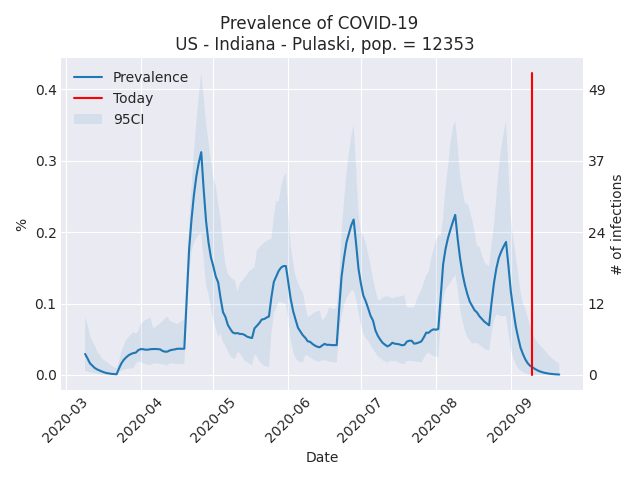 Prevalence of COVID-19
US - Indiana - Pulaski, pop. = 12353
Prevalence
Today
95CI
0.4
0.3
0.2
0.1
0.0
%
49
37
24
12
0
# of infections
2020-03
2020-04
2020-05
2020-06
2020-07
2020-08
2020-09
Date